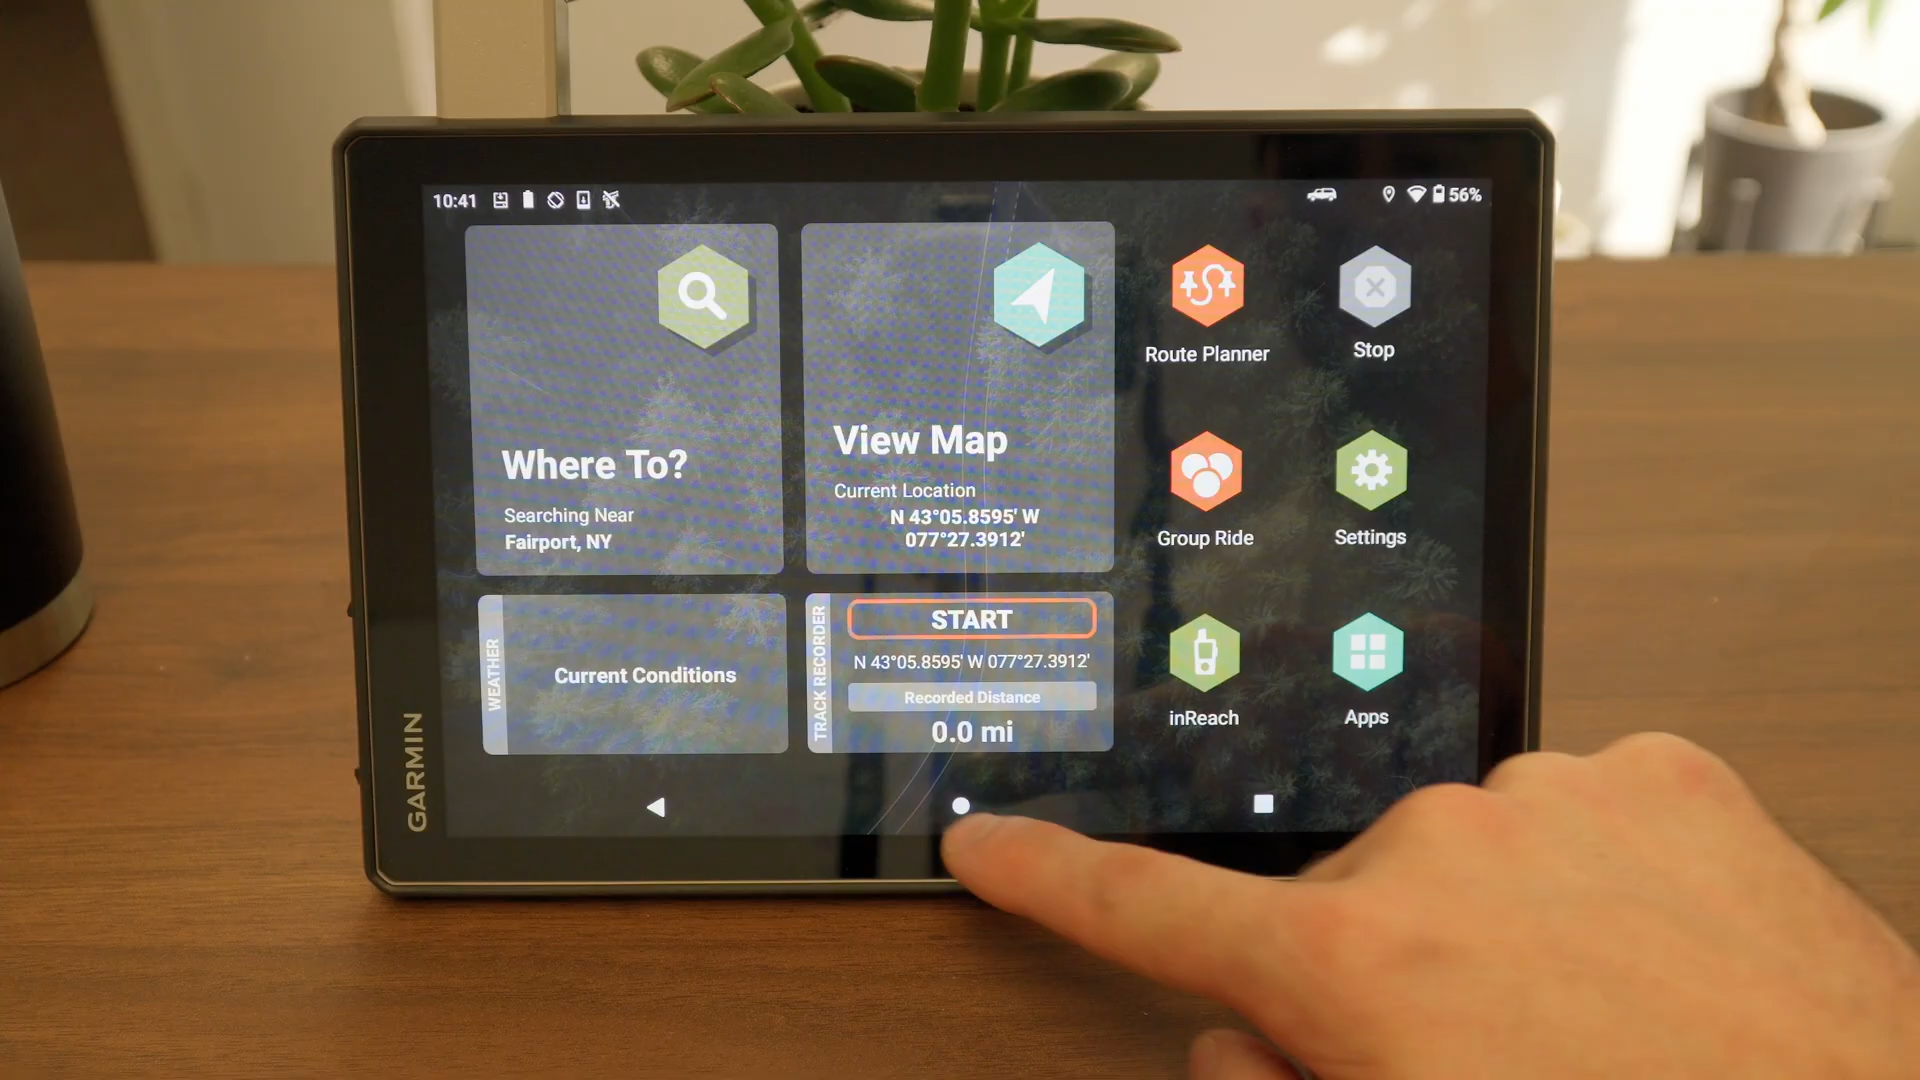 10:41
56%
Where To?
Searching Near
Fairport, NY
View Map
Current Location
N 43°05.8595' W
077°27.3912'
Route Planner
Stop
Group Ride
Settings
WEATHER
Current Conditions
TRACK RECORDER
START
N 43°05.8595' W 077°27.3912'
Recorded Distance
0.0 mi
inReach
Apps
GARMIN